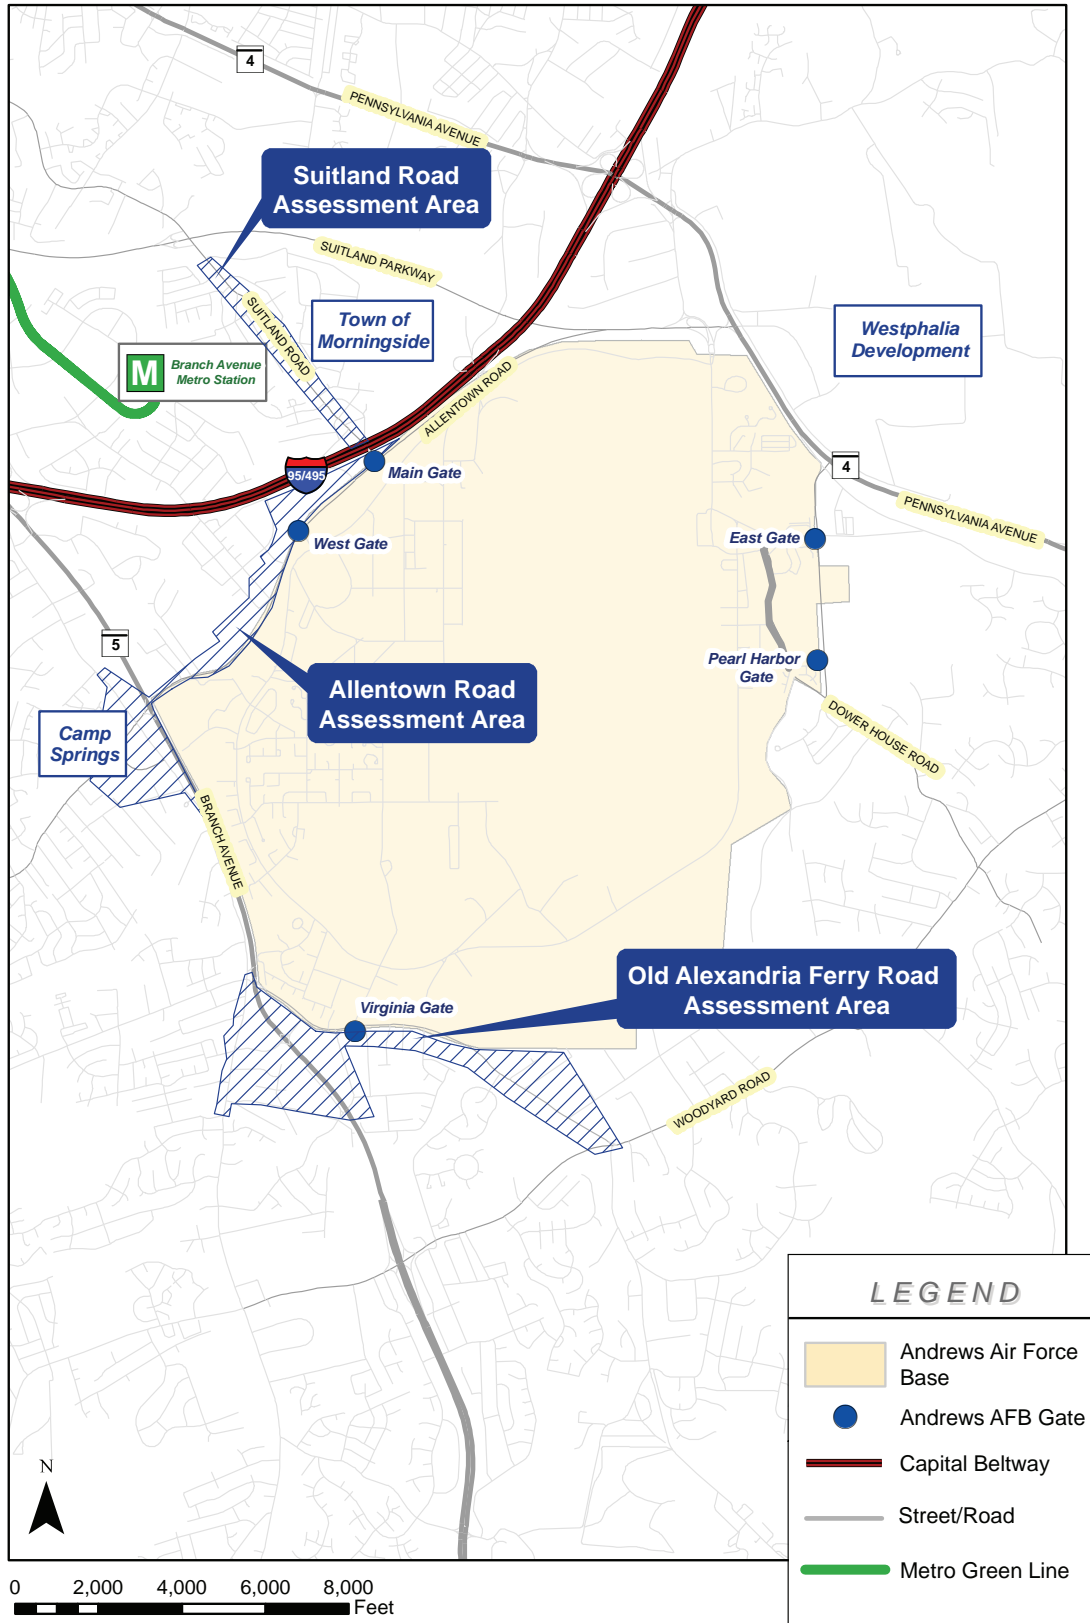 4
PENNSYLVANIA AVENUE
Suitland Road
Assessment Area
SUITLAND PARKWAY
SUITLAND ROAD
Town of
Morningside
Westphalia
Development
M
Branch Avenue
Metro Station
ALLENTOWN ROAD
95/495
Main Gate
4
PENNSYLVANIA AVENUE
West Gate
East Gate
5
Pearl Harbor
Gate
Allentown Road
Assessment Area
Camp
Springs
DOWER HOUSE ROAD
BRANCH AVENUE
Old Alexandria Ferry Road
Assessment Area
Virginia Gate
WOODYARD ROAD
LEGEND
Andrews Air Force
Base
Andrews AFB Gate
Capital Beltway
Street/Road
Metro Green Line
N
0 2,000 4,000 6,000 8,000
Feet